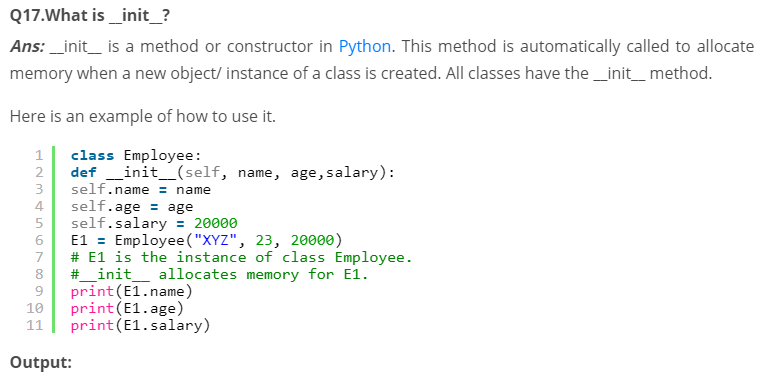 Q17.What is __init__?
Ans: __init__ is a method or constructor in Python. This method is automatically called to allocate
memory when a new object/ instance of a class is created. All classes have the __init__ method.
Here is an example of how to use it.
1 class Employee:
2 def __init__(self, name, age,salary):
3 self.name = name
4 self.age = age
5 self.salary = 20000
6 E1 = Employee("XYZ", 23, 20000)
7 # E1 is the instance of class Employee.
8 #__init__ allocates memory for E1.
9 print(E1.name)
10 print(E1.age)
11 print(E1.salary)
Output: